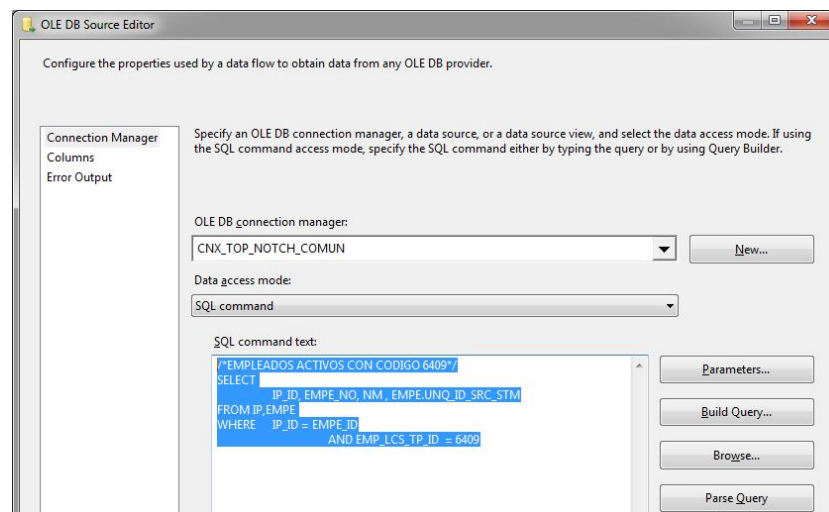 OLE DB Source Editor
Configure the properties used by a data flow to obtain data from any OLE DB provider.
Connection Manager
Columns
Error Output
Specify an OLE DB connection manager, a data source, or a data source view, and select the data access mode. If using
the SQL command access mode, specify the SQL command either by typing the query or by using Query Builder.
OLE DB connection manager:
CNX_TOP_NOTCH_COMUN
New...
Data access mode:
SQL command
SQL command text:
/*EMPLEADOS ACTIVOS CON CODIGO 6409*/
SELECT
IP_ID, EMPE_NO, NM , EMPE.UNQ_ID_SRC_STM
FROM IP,EMPE
WHERE IP_ID = EMPE_ID
AND EMP_LCS_TP_ID = 6409
Parameters...
Build Query...
Browse...
Parse Query